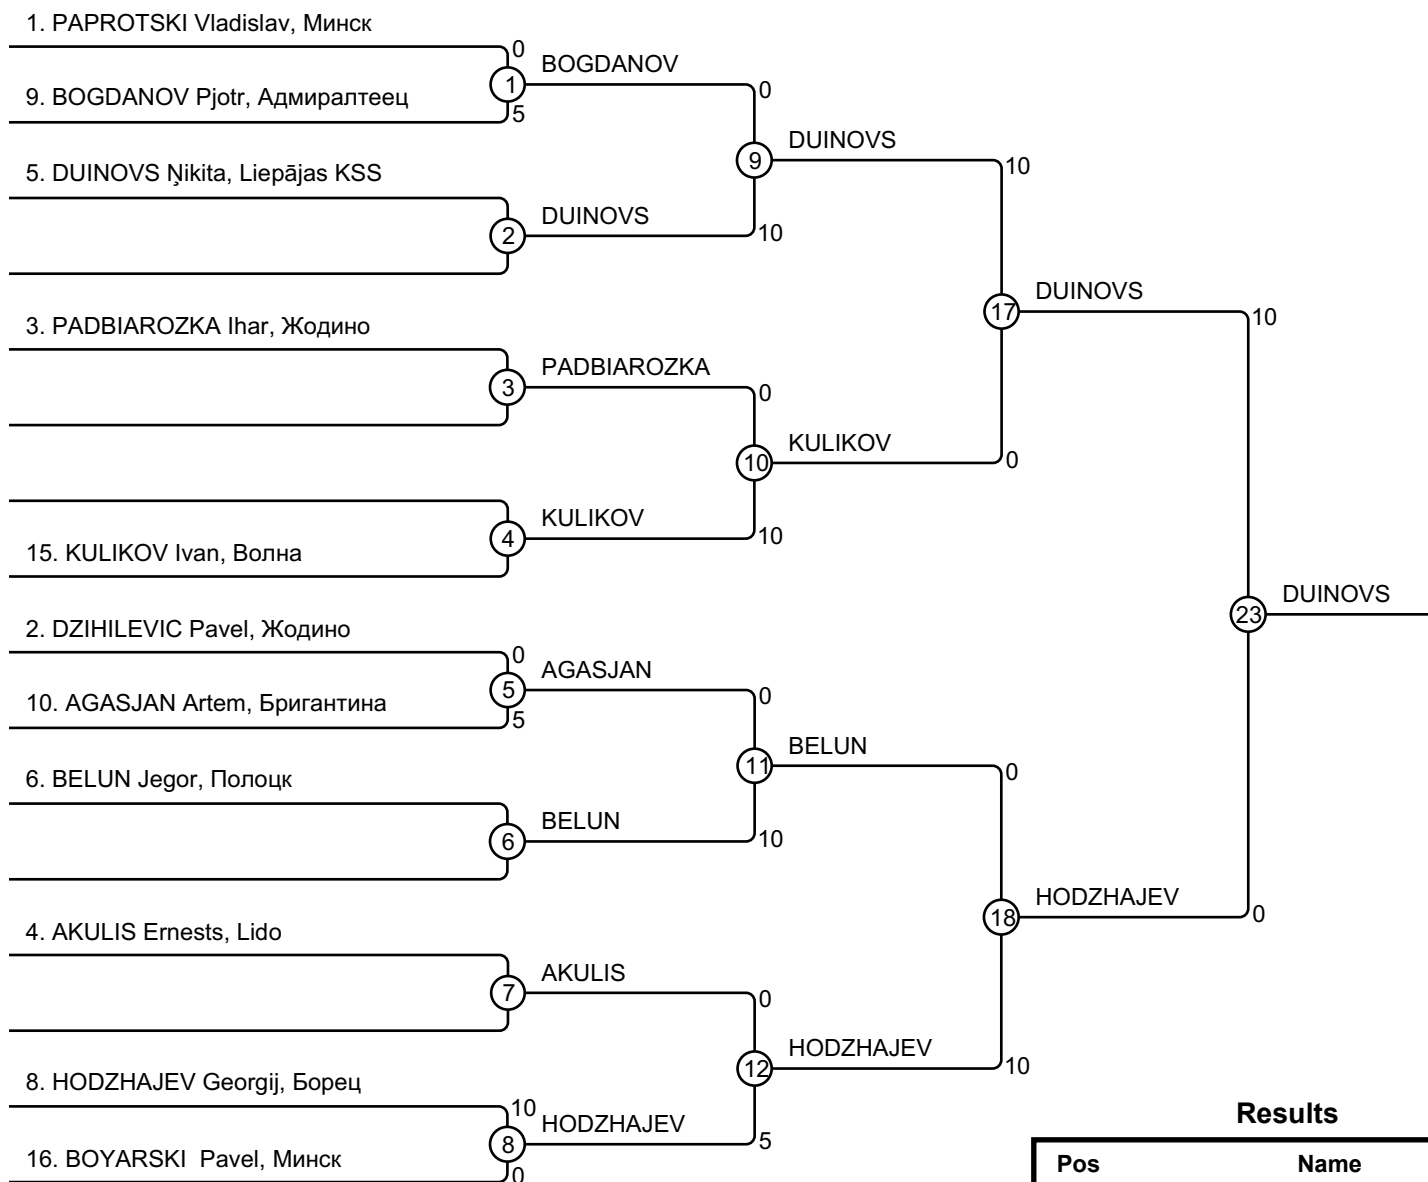 1. PAPROTSKI Vladislav, Минск
0
1
BOGDANOV
9. BOGDANOV Pjotr, Адмиралтеец
5
0
9
DUINOVS
5. DUINOVS Ņikita, Liepājas KSS
2
DUINOVS
10
10
17
DUINOVS
3. PADBIAROZKA Ihar, Жодино
3
PADBIAROZKA
0
10
KULIKOV
0
4
KULIKOV
10
15. KULIKOV Ivan, Волна
10
23
DUINOVS
2. DZIHILEVIC Pavel, Жодино
0
5
AGASJAN
10. AGASJAN Artem, Бригантина
5
0
11
BELUN
0
6. BELUN Jegor, Полоцк
6
BELUN
10
18
HODZHAJEV
0
4. AKULIS Ernests, Lido
7
AKULIS
0
12
HODZHAJEV
10
8. HODZHAJEV Georgij, Борец
10
8
HODZHAJEV
5
16. BOYARSKI  Pavel, Минск
0
Results
Pos Name